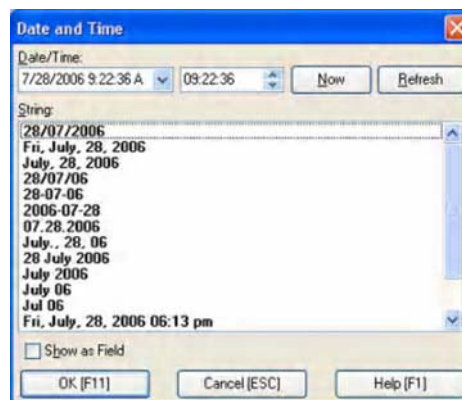 Date and Time
Date/Time:
7/28/2006 9:22:36 A 09:22:36 Now Refresh
String:
28/07/2006
Fri, July, 28, 2006
July, 28, 2006
28/07/06
28-07-06
2006-07-28
07.28.2006
July., 28, 06
28 July 2006
July 2006
July 06
Jul 06
Fri, July, 28, 2006 06:13 pm
Show as Field
OK [F11] Cancel [ESC] Help [F1]